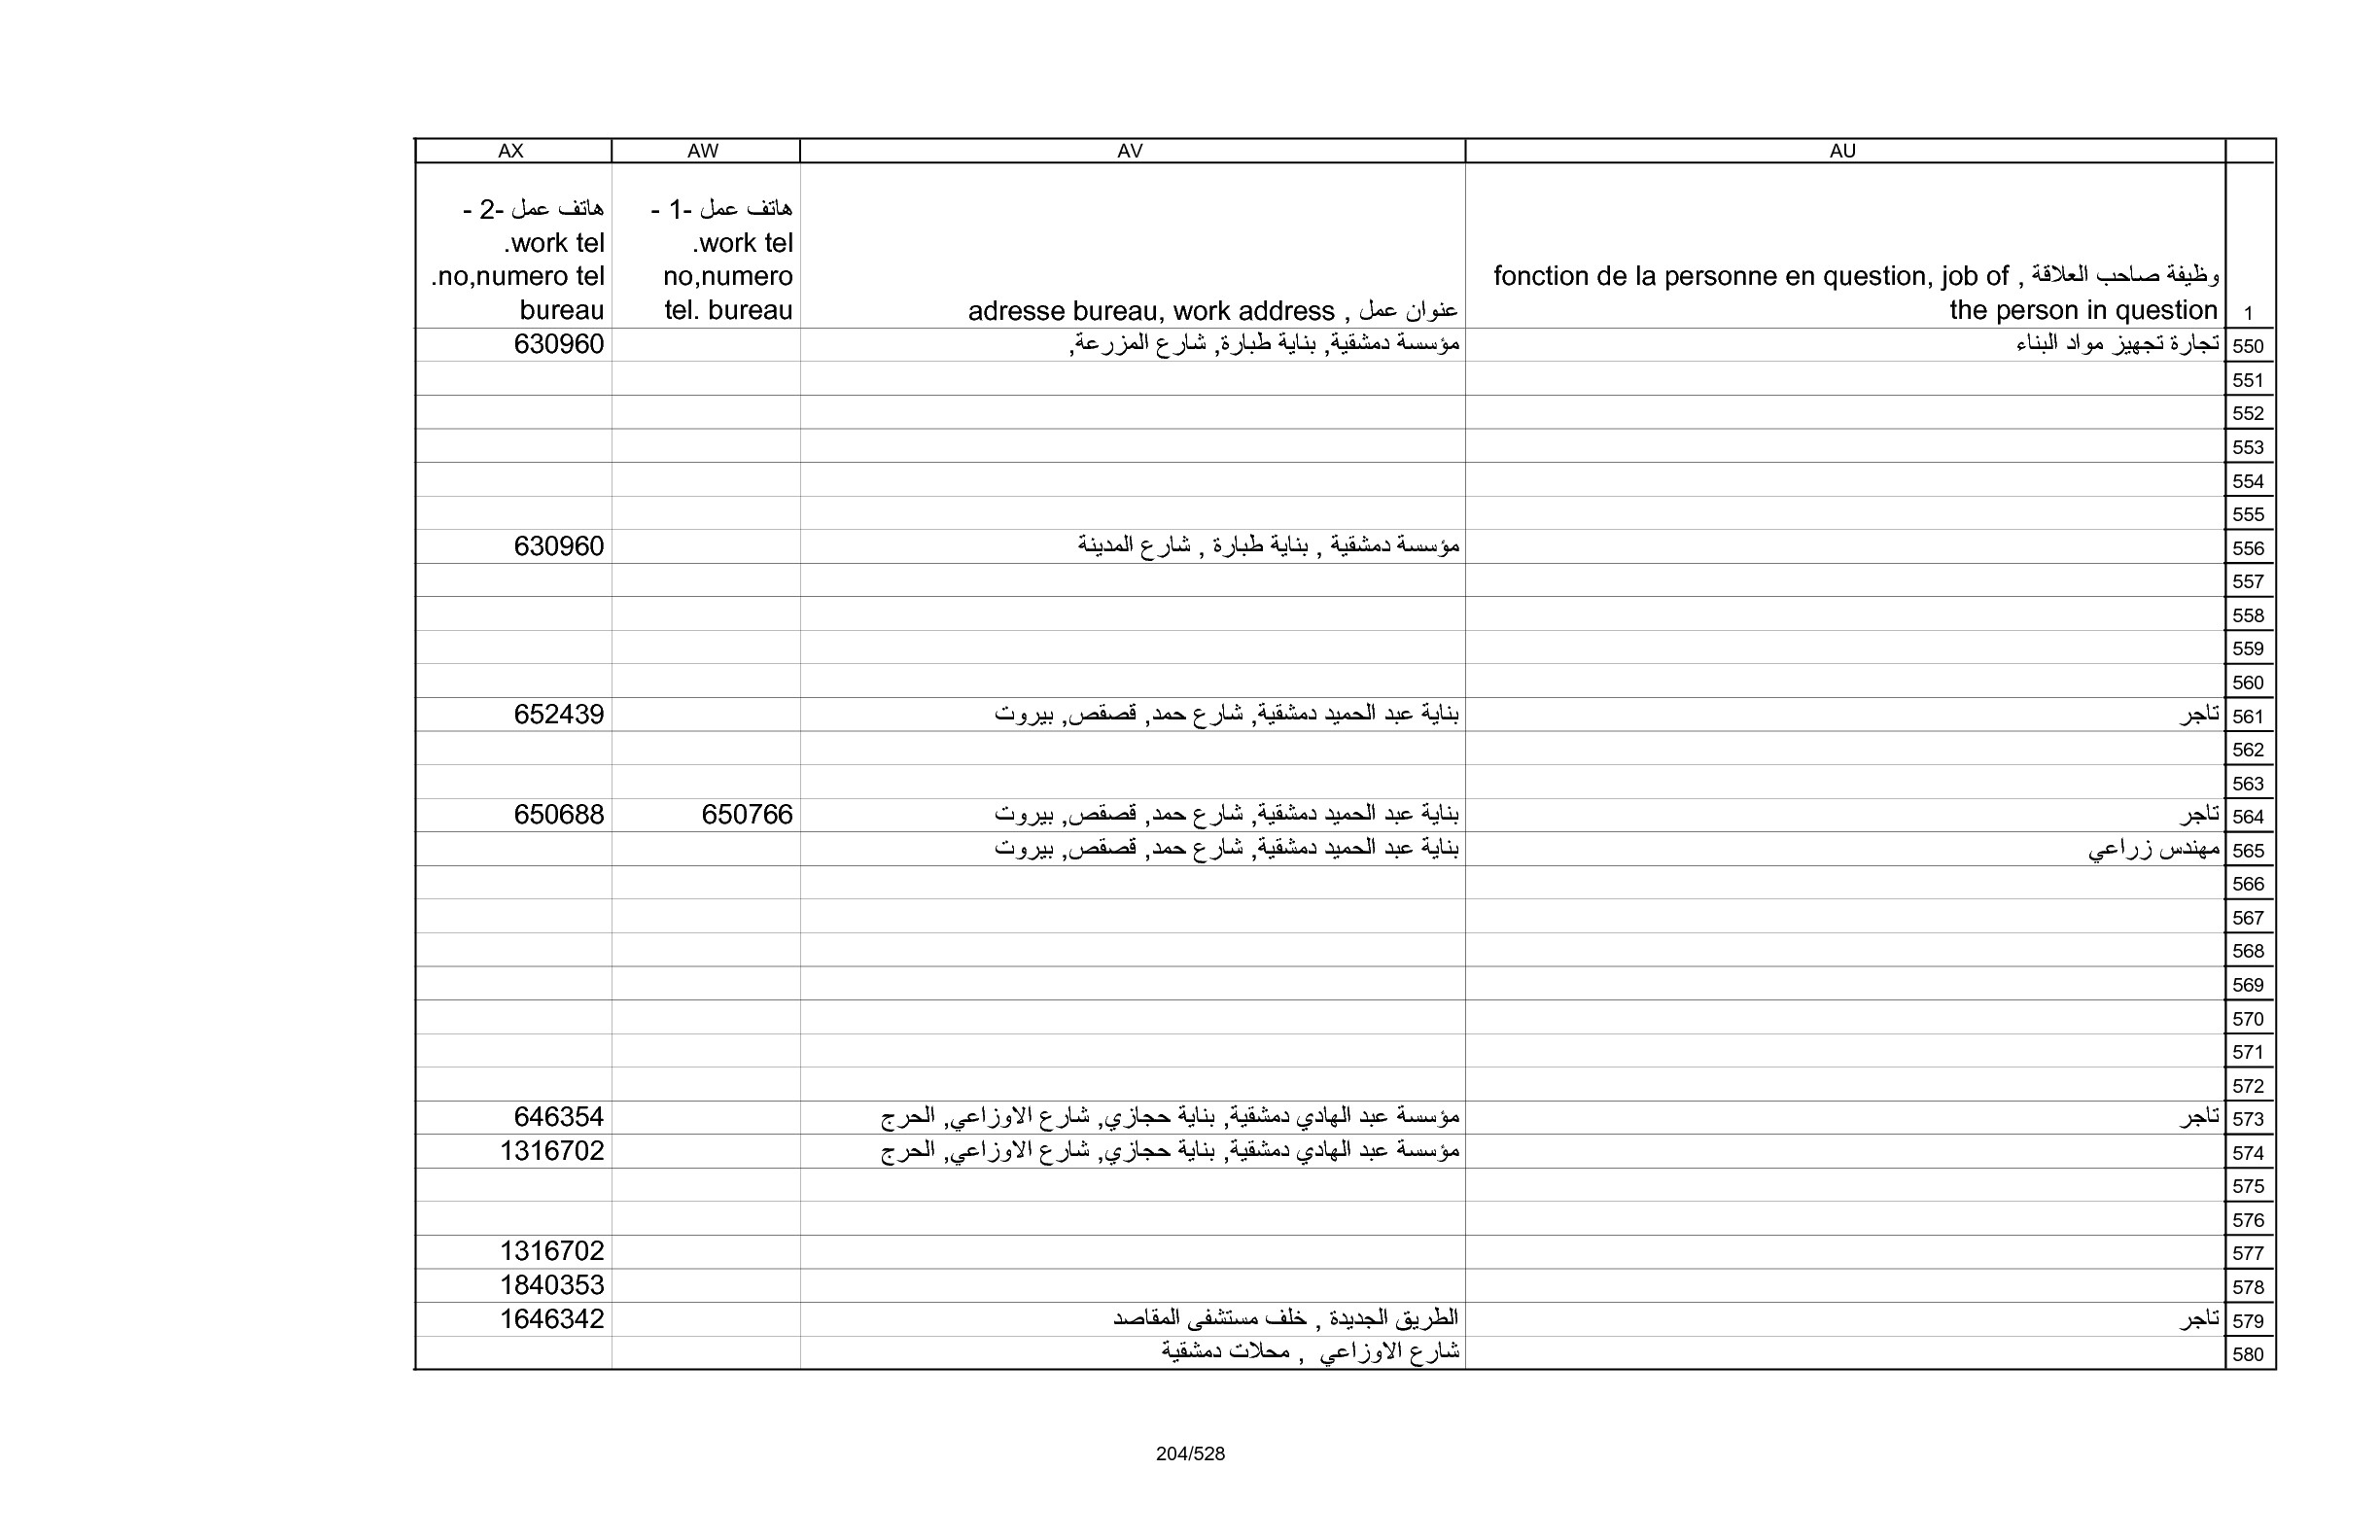 AU AV AW AX
1 وظيفة صاحب العلاقة , fonction de la personne en question, job of the person in question عنوان عمل , adresse bureau, work address هاتف عمل -1 - work tel. no,numero tel. bureau هاتف عمل -2 - work tel. no,numero tel. bureau
550 تجارة تجهيز مواد البناء مؤسسة دمشقية, بناية طبارة, شارع المزرعة, 630960
551
552
553
554
555
556 مؤسسة دمشقية , بناية طبارة , شارع المدينة 630960
557
558
559
560
561 تاجر بناية عبد الحميد دمشقية, شارع حمد, قصقص, بيروت 652439
562
563
564 تاجر بناية عبد الحميد دمشقية, شارع حمد, قصقص, بيروت 650766 650688
565 مهندس زراعي بناية عبد الحميد دمشقية, شارع حمد, قصقص, بيروت
566
567
568
569
570
571
572
573 تاجر مؤسسة عبد الهادي دمشقية, بناية حجازي, شارع الاوزاعي, الحرج 646354
574 مؤسسة عبد الهادي دمشقية, بناية حجازي, شارع الاوزاعي, الحرج 1316702
575
576
577 1316702
578 1840353
579 تاجر الطريق الجديدة , خلف مستشفى المقاصد 1646342
580 شارع الاوزاعي , محلات دمشقية
204/528